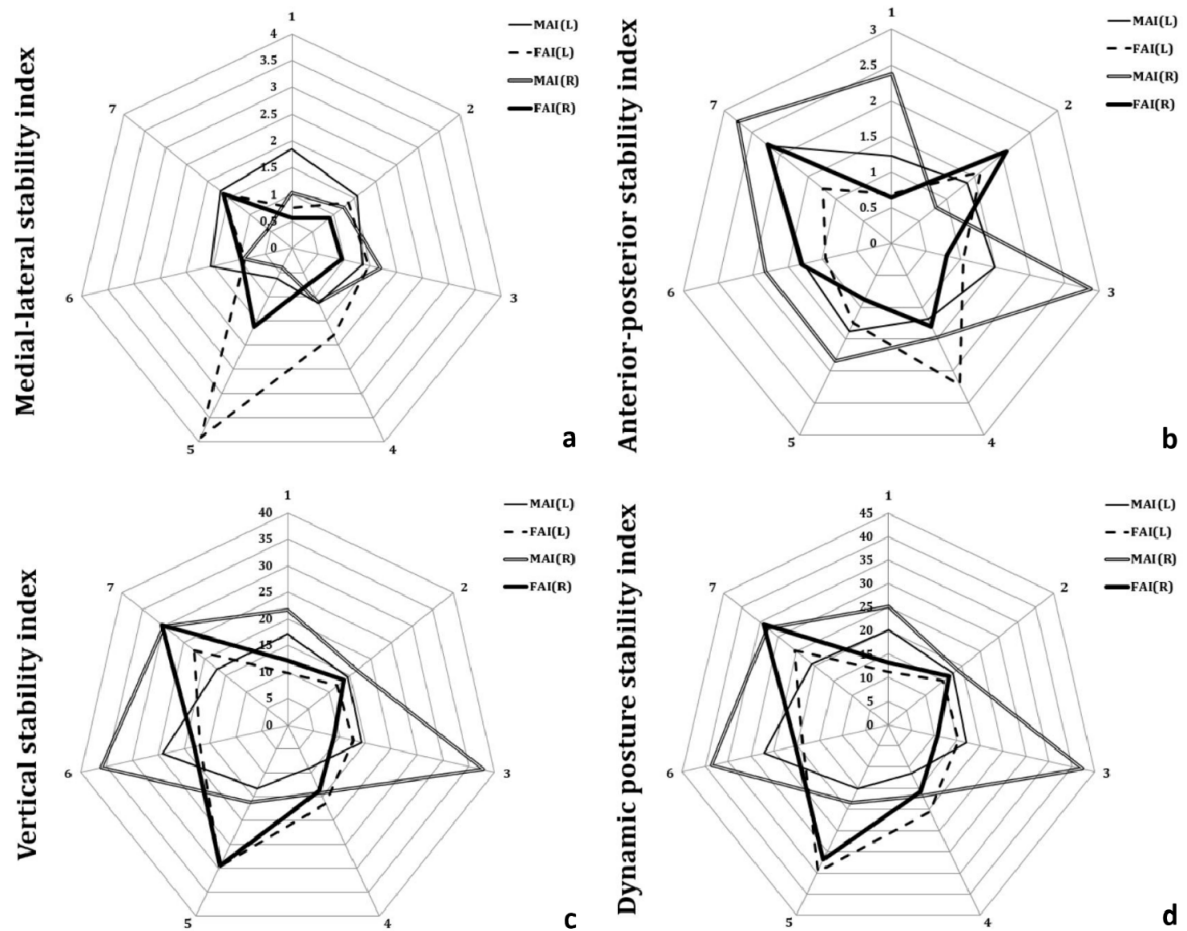 Medial-lateral stability index
1
2
3
4
5
6
7
4
3.5
3
2.5
2
1.5
1
0.5
0
MAI(L)
FAI(L)
MAI(R)
FAI(R)
a
Anterior-posterior stability index
1
2
3
4
5
6
7
3
2.5
2
1.5
1
0.5
0
MAI(L)
FAI(L)
MAI(R)
FAI(R)
b
Vertical stability index
1
2
3
4
5
6
7
40
35
30
25
20
15
10
5
0
MAI(L)
FAI(L)
MAI(R)
FAI(R)
c
Dynamic posture stability index
1
2
3
4
5
6
7
45
40
35
30
25
20
15
10
5
0
MAI(L)
FAI(L)
MAI(R)
FAI(R)
d